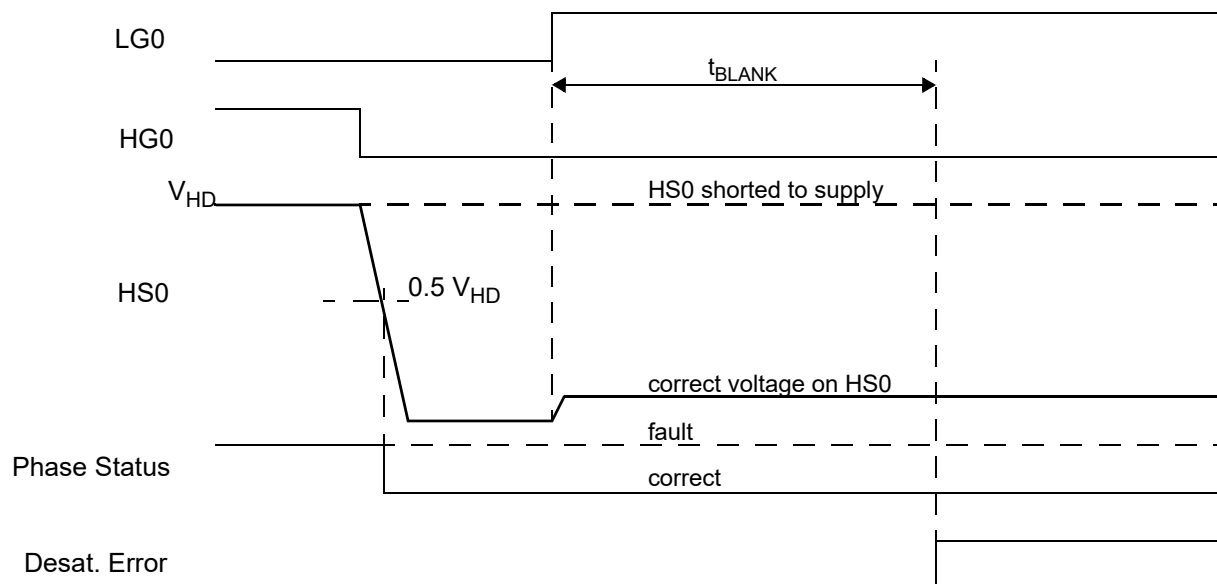 LG0
t_BLANK
HG0
V_HD
HS0 shorted to supply
HS0
0.5 V_HD
correct voltage on HS0
fault
Phase Status
correct
Desat. Error